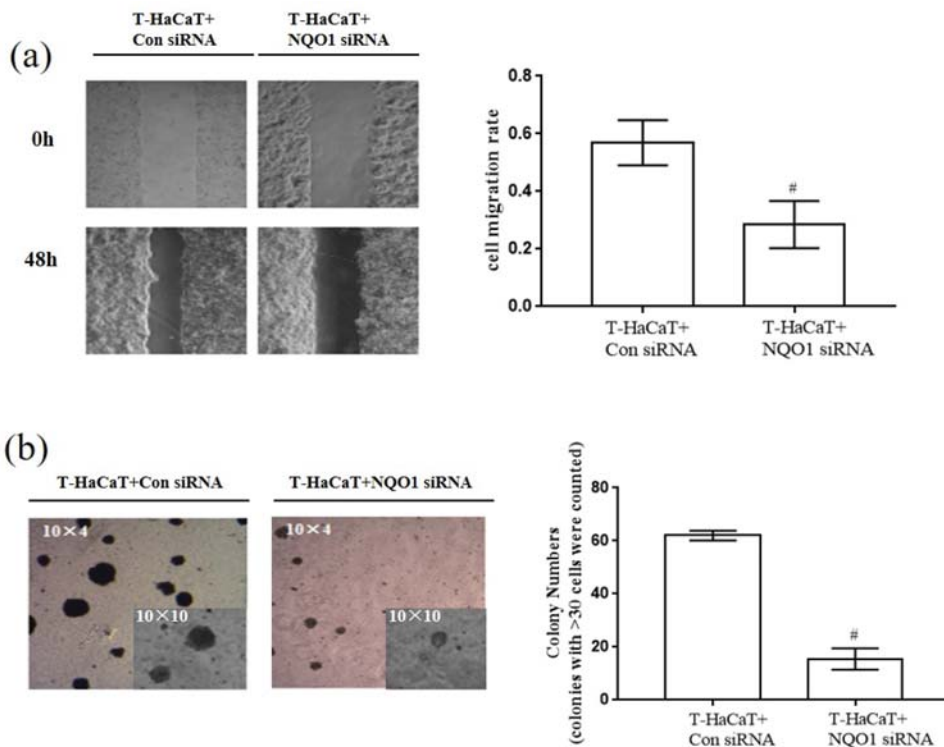 (a)
T-HaCaT+
Con siRNA
T-HaCaT+
NQO1 siRNA
0h
48h
cell migration rate
0.8
0.6
0.4
0.2
0.0
#
T-HaCaT+
Con siRNA
T-HaCaT+
NQO1 siRNA
(b)
T-HaCaT+Con siRNA
T-HaCaT+NQO1 siRNA
10×4
10×10
10×4
10×10
Colony Numbers
(colonies with >30 cells were counted)
80
60
40
20
0
#
T-HaCaT+
Con siRNA
T-HaCaT+
NQO1 siRNA